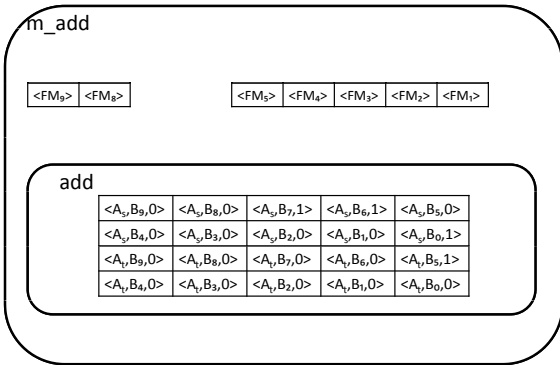 m_add
<FM₉> <FM₈> <FM₅> <FM₄> <FM₃> <FM₂> <FM₁>
add
<Aₛ,B₉,0> <Aₛ,B₈,0> <Aₛ,B₇,1> <Aₛ,B₆,1> <Aₛ,B₅,0>
<Aₛ,B₄,0> <Aₛ,B₃,0> <Aₛ,B₂,0> <Aₛ,B₁,0> <Aₛ,B₀,1>
<Aₜ,B₉,0> <Aₜ,B₈,0> <Aₜ,B₇,0> <Aₜ,B₆,0> <Aₜ,B₅,1>
<Aₜ,B₄,0> <Aₜ,B₃,0> <Aₜ,B₂,0> <Aₜ,B₁,0> <Aₜ,B₀,0>